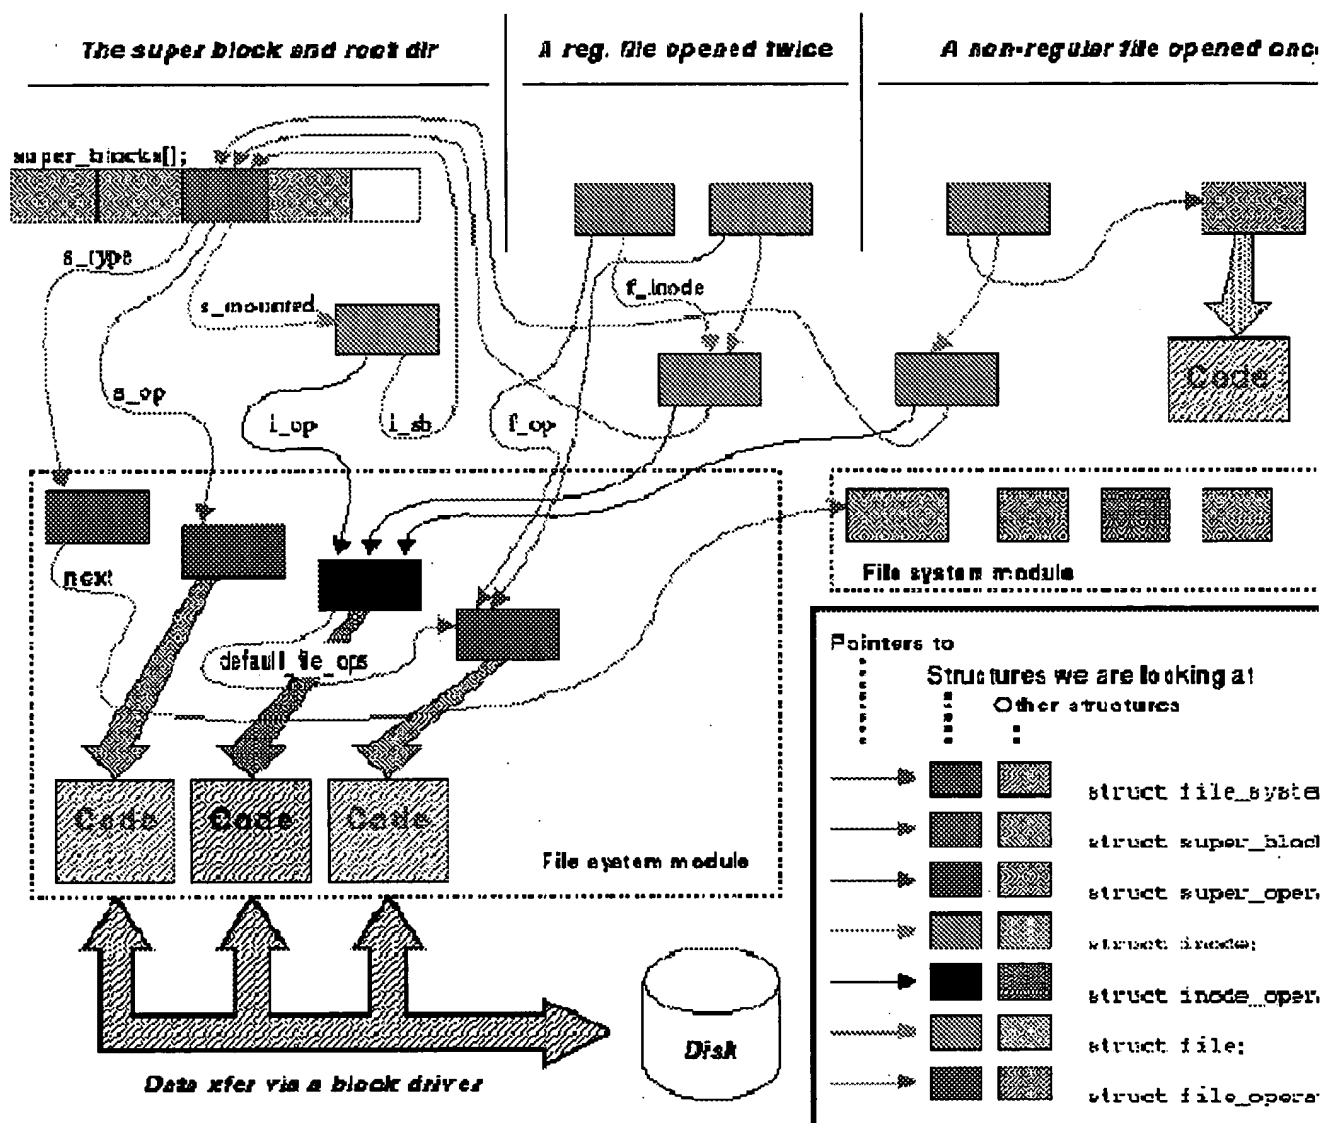 The super block and root dir
A reg. file opened twice
A non-regular file opened onc
super_blocks[];
s_type
s_mounted
f_inode
s_op
i_op
i_sb
f_op
Code
next
File system module
default_file_ops
Pointers to
Structures we are looking at
Other structures
Code
Code
Code
File system module
struct file_syste
struct super_bloc
struct super_oper
struct inode;
struct inode_oper
struct file;
struct file_opera
Disk
Data xfer via a block driver